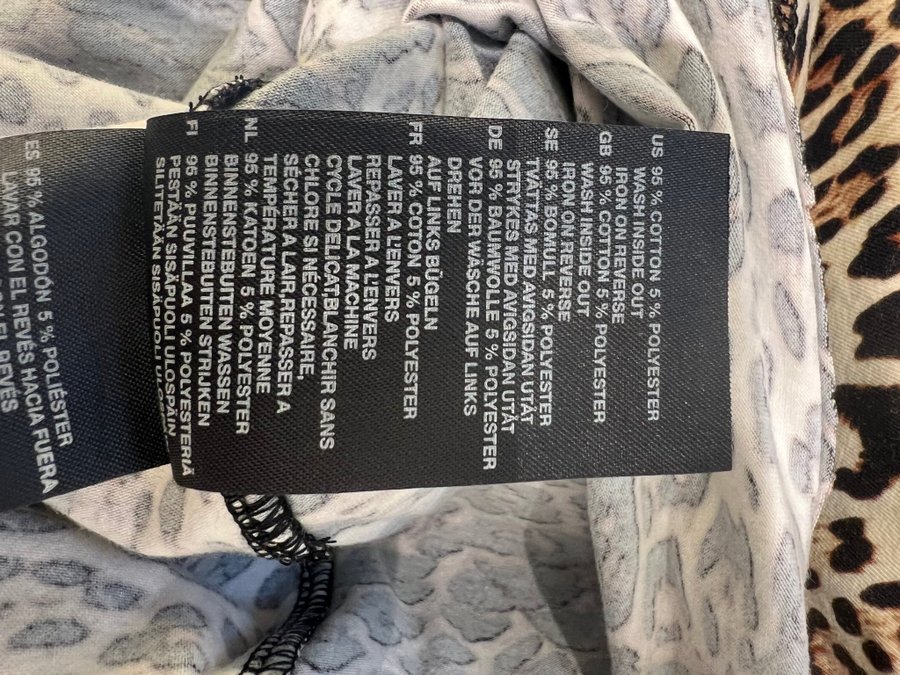 US 95 % COTTON 5 % POLYESTER
WASH INSIDE OUT
IRON ON REVERSE
GB 95 % COTTON 5 % POLYESTER
WASH INSIDE OUT
IRON ON REVERSE
SE 95 % BOMULL 5 % POLYESTER
TVÄTTAS MED AVIGSIDAN UTÅT
STRYKES MED AVIGSIDAN UTÅT
DE 95 % BAUMWOLLE 5 % POLYESTER
VOR DER WÄSCHE AUF LINKS
DREHEN
AUF LINKS BÜGELN
FR 95 % COTON 5 % POLYESTER
LAVER A L'ENVERS
REPASER A L'ENVERS
LAVER A LA MACHINE
CYCLE DELICATBLANCHIR SANS
CHLORE SI NÉCESSAIRE,
SÉCHER A LAIR,REPASSER A
TEMPÉRATURE MOYENNE
NL 95 % KATOEN 5 % POLYESTER
BINNENSTEBUITEN WASSEN
BINNENSTEBUITEN STRIJKEN
FI 95 % PUUVILLAA 5 % POLYESTERIÄ
PESTÄÄN SISÄPUOLI ULOSPÄIN
SILITETÄÄN SISÄPUOLI
ES 95 % ALGODÓN 5 % POLIÉSTER
LAVAR CON EL REVÉS HACIA FUERA
EL REVÉS